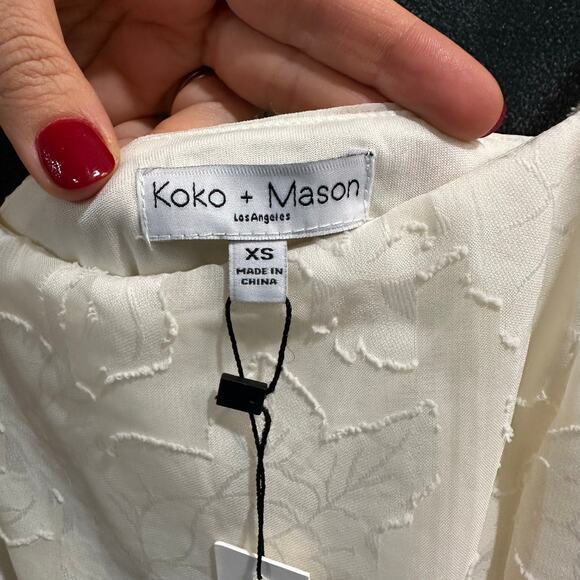 Koko + Mason
Los Angeles
XS
MADE IN
CHINA